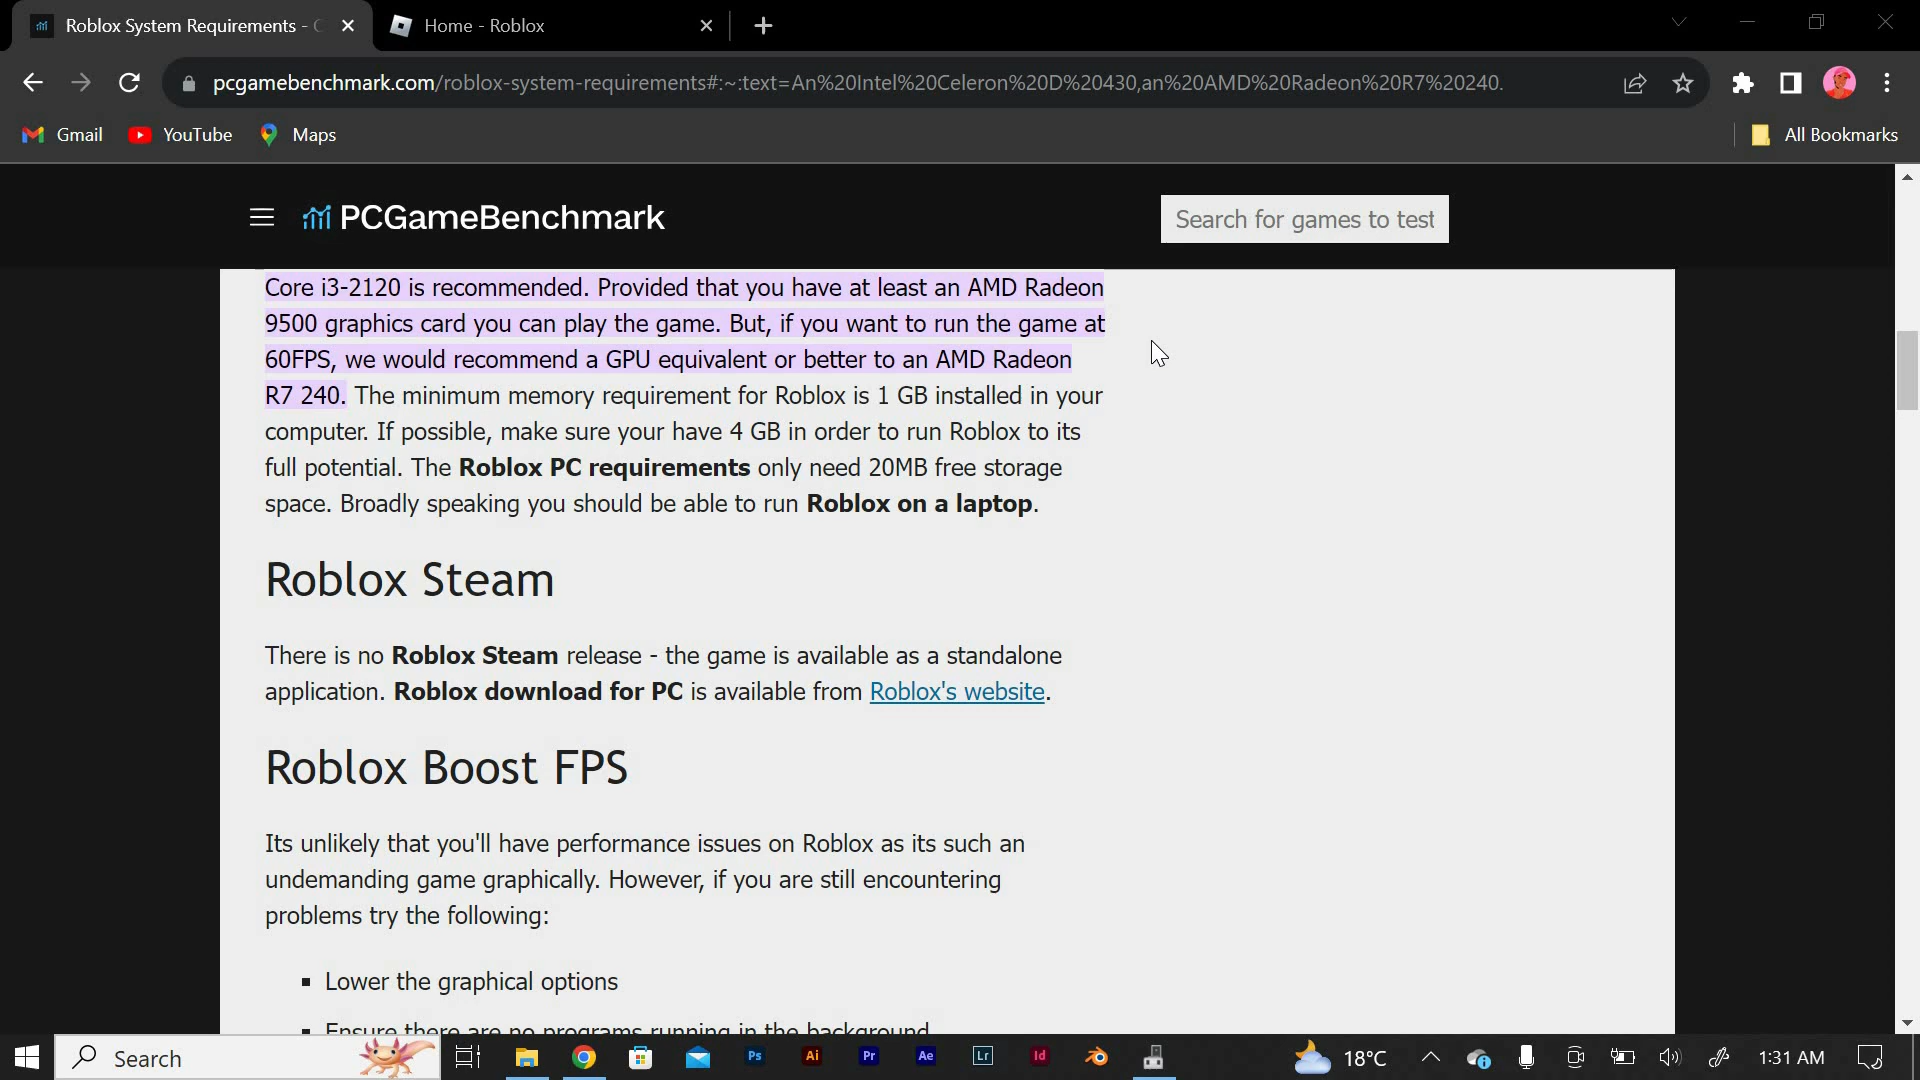 Roblox System Requirements -
Home - Roblox
pcgamebenchmark.com/roblox-system-requirements#:~:text=An%20Intel%20Celeron%20D%20430,an%20AMD%20Radeon%20R7%20240.
Gmail
YouTube
Maps
All Bookmarks
PCGameBenchmark
Search for games to test
Core i3-2120 is recommended. Provided that you have at least an AMD Radeon
9500 graphics card you can play the game. But, if you want to run the game at
60FPS, we would recommend a GPU equivalent or better to an AMD Radeon
R7 240. The minimum memory requirement for Roblox is 1 GB installed in your
computer. If possible, make sure your have 4 GB in order to run Roblox to its
full potential. The Roblox PC requirements only need 20MB free storage
space. Broadly speaking you should be able to run Roblox on a laptop.
Roblox Steam
There is no Roblox Steam release - the game is available as a standalone
application. Roblox download for PC is available from Roblox's website.
Roblox Boost FPS
Its unlikely that you'll have performance issues on Roblox as its such an
undemanding game graphically. However, if you are still encountering
problems try the following:
Lower the graphical options
Ensure there are no programs running in the background
Search
Ps
Ai
Pr
Ae
Lr
Id
18°C
1:31 AM